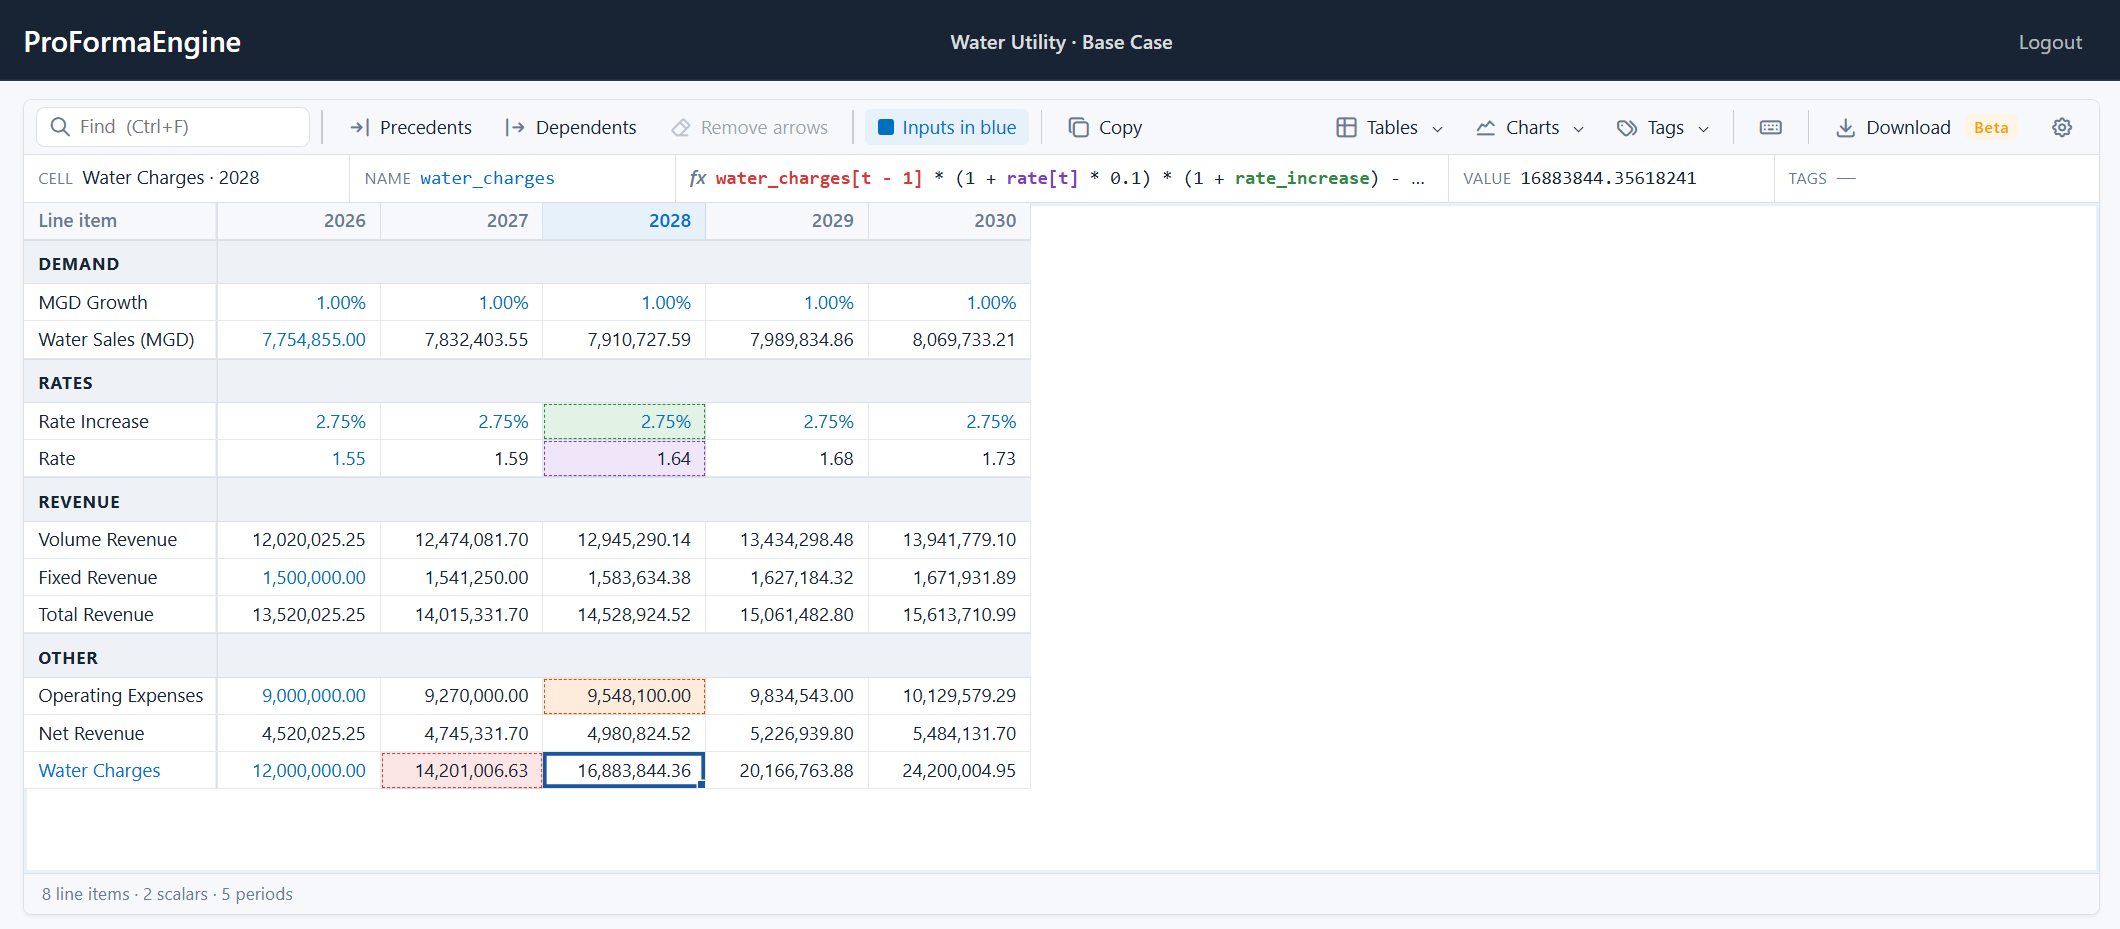 ProFormaEngine Water Utility · Base Case Logout
Find (Ctrl+F) Precedents Dependents Remove arrows Inputs in blue Copy Tables Charts Tags Download Beta
CELL Water Charges · 2028 NAME water_charges fx water_charges[t - 1] * (1 + rate[t] * 0.1) * (1 + rate_increase) - ... VALUE 16883844.35618241 TAGS —
Line item 2026 2027 2028 2029 2030
DEMAND
MGD Growth 1.00% 1.00% 1.00% 1.00% 1.00%
Water Sales (MGD) 7,754,855.00 7,832,403.55 7,910,727.59 7,989,834.86 8,069,733.21
RATES
Rate Increase 2.75% 2.75% 2.75% 2.75% 2.75%
Rate 1.55 1.59 1.64 1.68 1.73
REVENUE
Volume Revenue 12,020,025.25 12,474,081.70 12,945,290.14 13,434,298.48 13,941,779.10
Fixed Revenue 1,500,000.00 1,541,250.00 1,583,634.38 1,627,184.32 1,671,931.89
Total Revenue 13,520,025.25 14,015,331.70 14,528,924.52 15,061,482.80 15,613,710.99
OTHER
Operating Expenses 9,000,000.00 9,270,000.00 9,548,100.00 9,834,543.00 10,129,579.29
Net Revenue 4,520,025.25 4,745,331.70 4,980,824.52 5,226,939.80 5,484,131.70
Water Charges 12,000,000.00 14,201,006.63 16,883,844.36 20,166,763.88 24,200,004.95
8 line items · 2 scalars · 5 periods